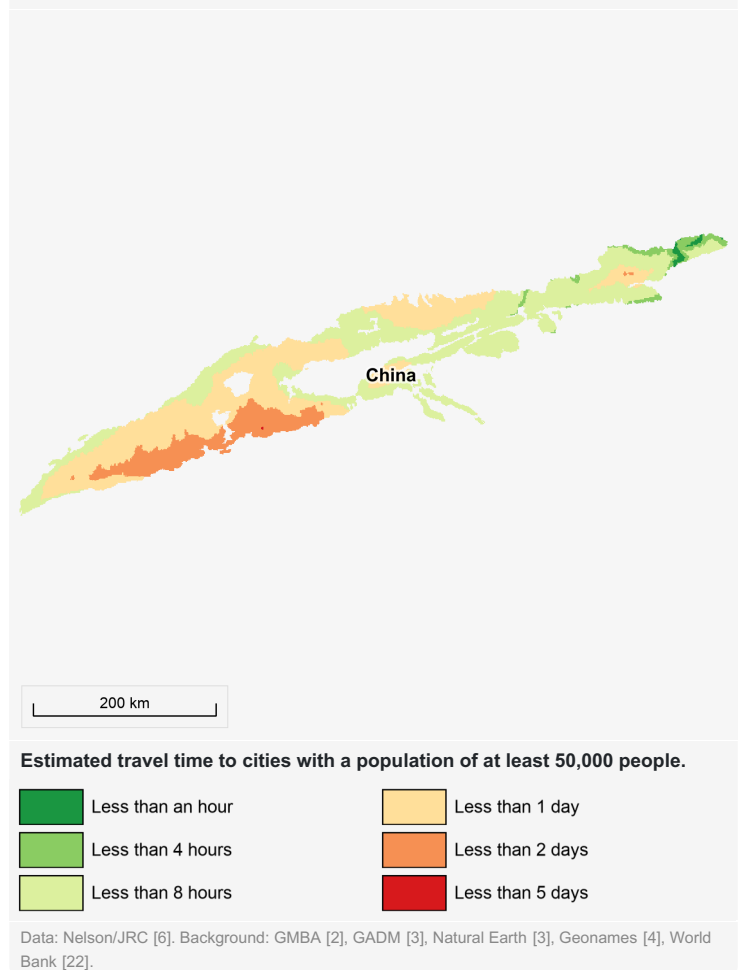 China
200 km
Estimated travel time to cities with a population of at least 50,000 people.
Less than an hour
Less than 1 day
Less than 4 hours
Less than 2 days
Less than 8 hours
Less than 5 days
Data: Nelson/JRC [6]. Background: GMBA [2], GADM [3], Natural Earth [3], Geonames [4], World
Bank [22].